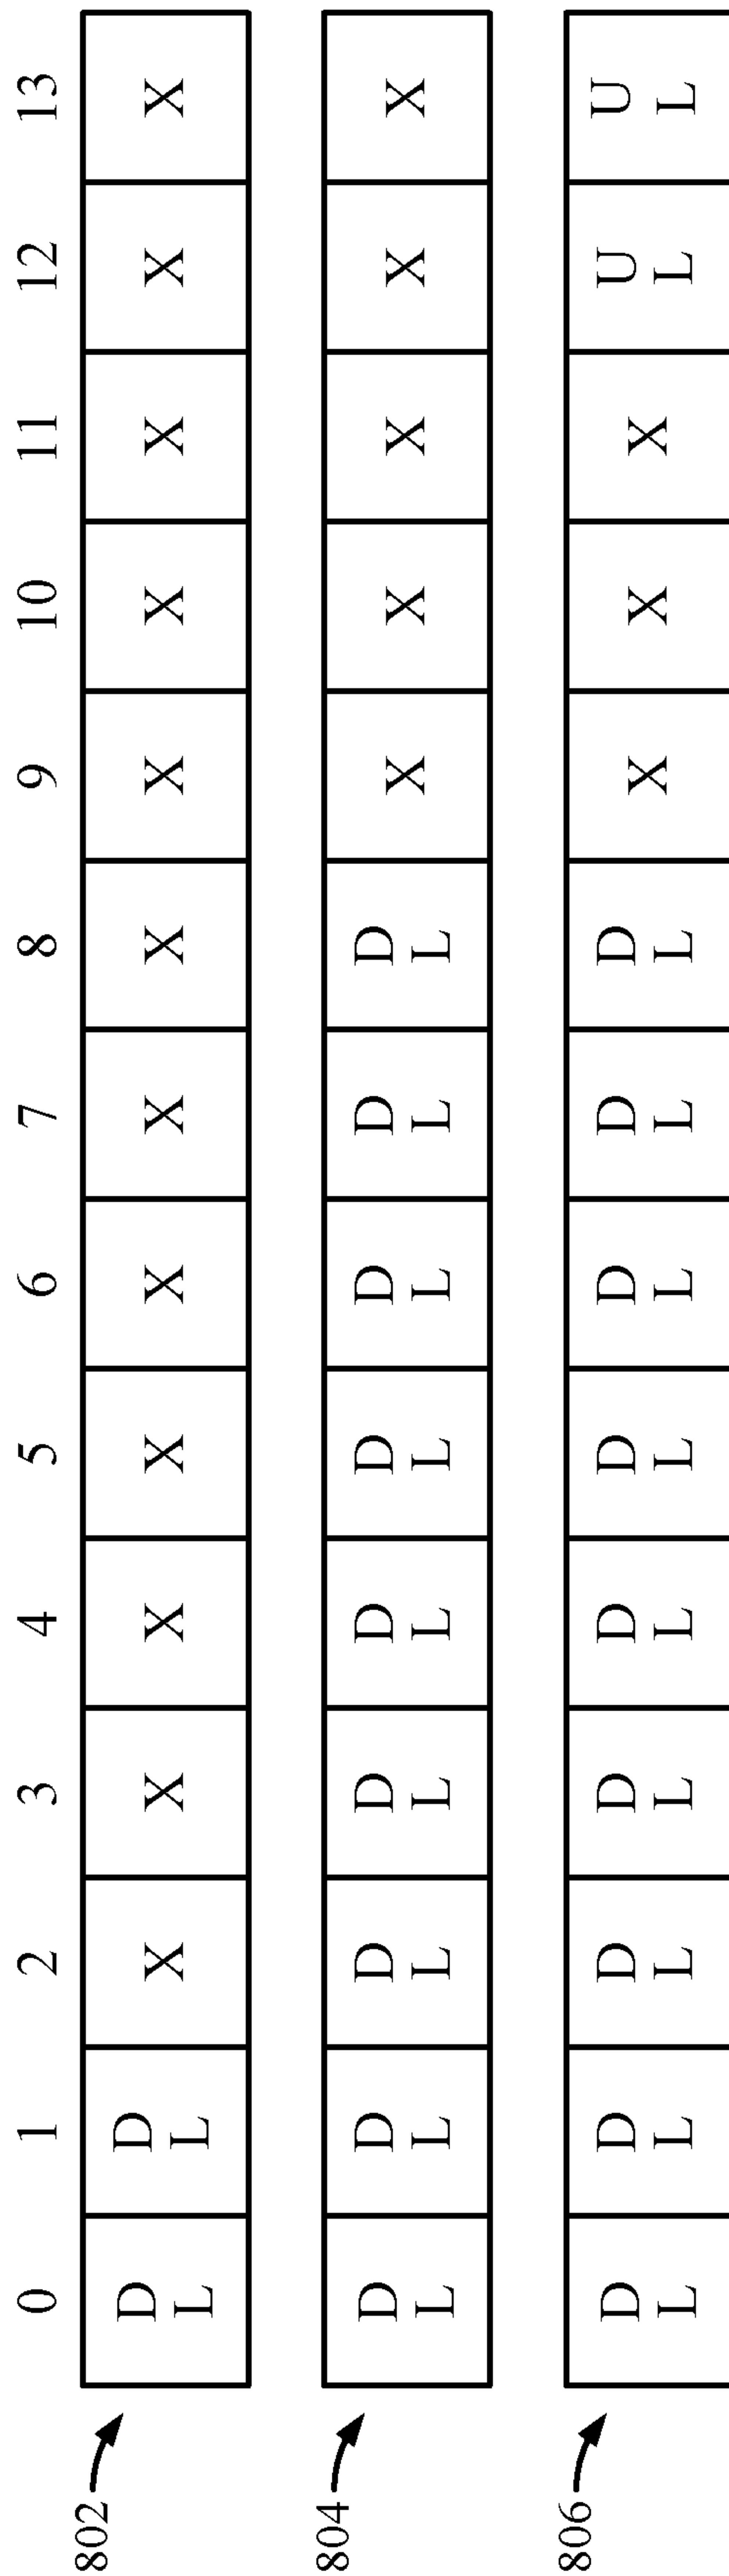 0 1 2 3 4 5 6 7 8 9 10 11 12 13
802 DL DL X X X X X X X X X X X X
804 DL DL DL DL DL DL DL DL DL X X X X X
806 DL DL DL DL DL DL DL DL DL X X X UL UL